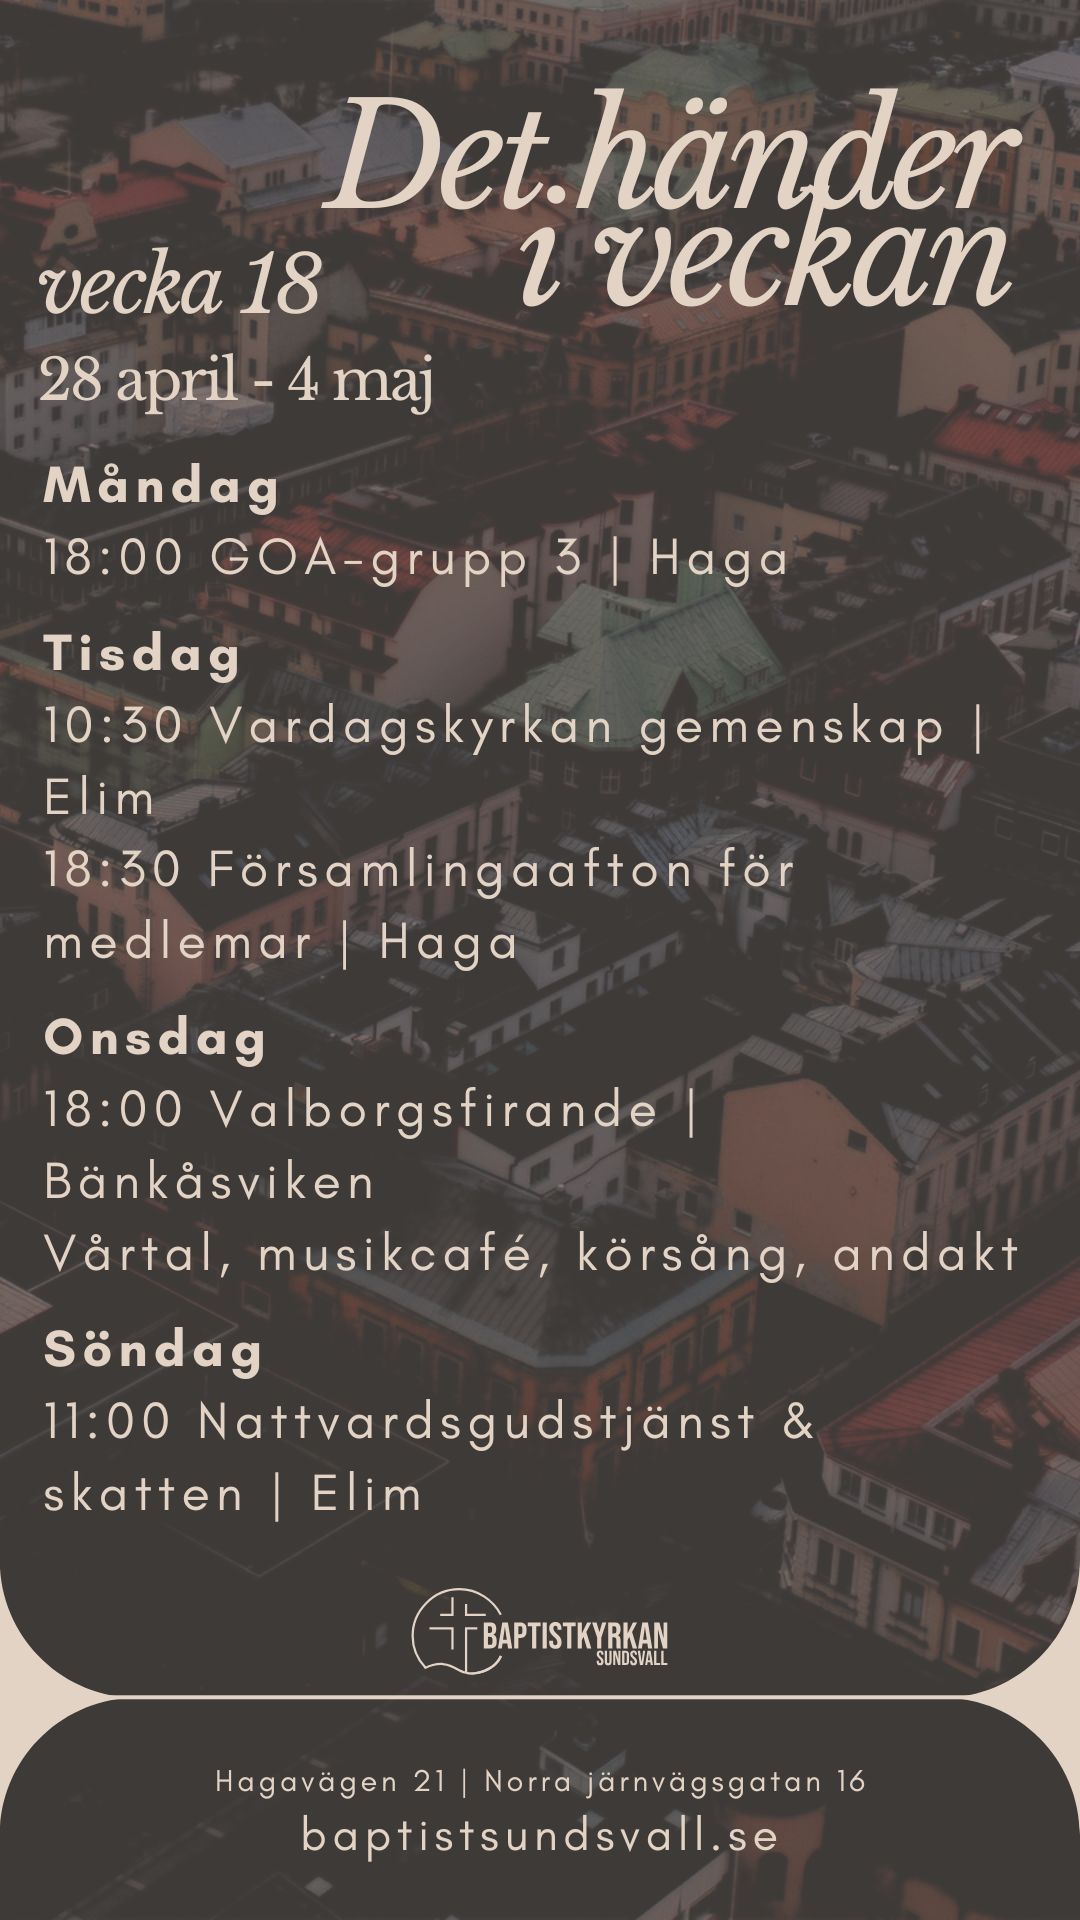 Det.händer
i veckan
vecka 18
28 april - 4 maj
Måndag
18:00 GOA-grupp 3 | Haga
Tisdag
10:30 Vardagskyrkan gemenskap |
Elim
18:30 Församlingaafton för
medlemar | Haga
Onsdag
18:00 Valborgsfirande |
Bänkåsviken
Vårtal, musikcafé, körsång, andakt
Söndag
11:00 Nattvardsgudstjänst &
skatten | Elim
BAPTISTKYRKAN
SUNDSVALL
Hagavägen 21 | Norra järnvägsgatan 16
baptistsundsvall.se